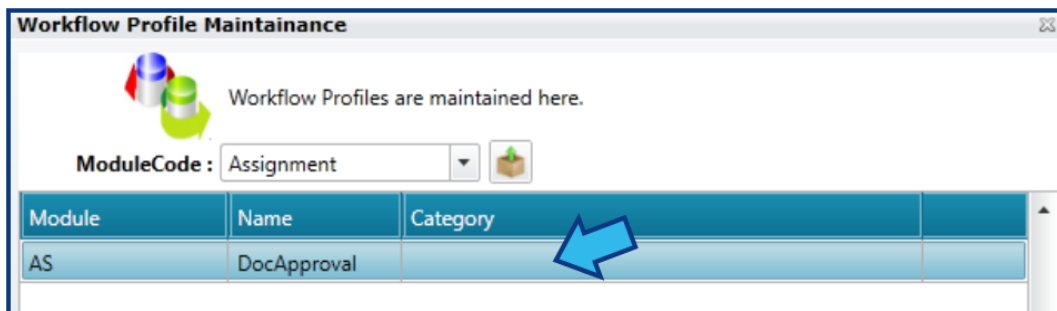 Workflow Profile Maintainance
Workflow Profiles are maintained here.
ModuleCode : Assignment
Module Name Category
AS DocApproval